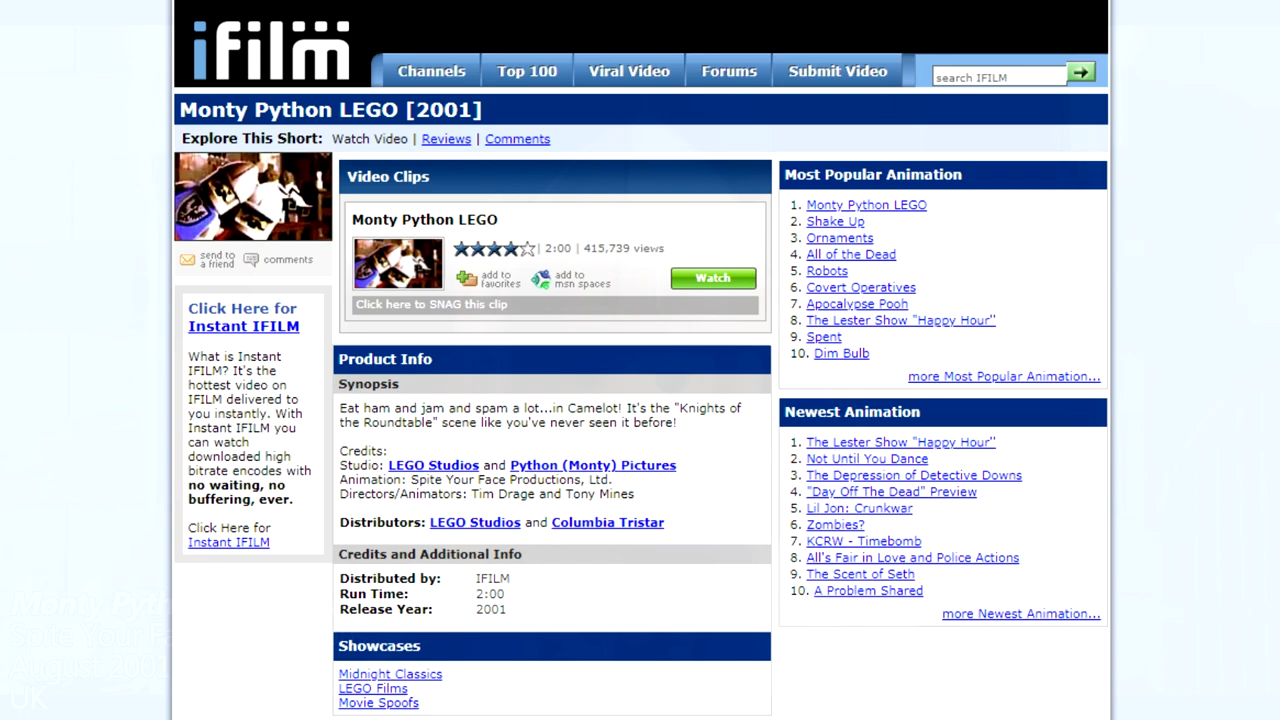 ifilm
Channels
Top 100
Viral Video
Forums
Submit Video
search IFILM
Monty Python LEGO [2001]
Explore This Short: Watch Video | Reviews | Comments
send to
a friend
comments
Click Here for
Instant IFILM
What is Instant
IFILM? It's the
hottest video on
IFILM delivered to
you instantly. With
Instant IFILM you
can watch
downloaded high
bitrate encodes with
no waiting, no
buffering, ever.
Click Here for
Instant IFILM
Video Clips
Monty Python LEGO
| 2:00 | 415,739 views
add to
favorites
add to
msn spaces
Watch
Click here to SNAG this clip
Product Info
Synopsis
Eat ham and jam and spam a lot...in Camelot! It's the "Knights of
the Roundtable" scene like you've never seen it before!
Credits:
Studio: LEGO Studios and Python (Monty) Pictures
Animation: Spite Your Face Productions, Ltd.
Directors/Animators: Tim Drage and Tony Mines
Distributors: LEGO Studios and Columbia Tristar
Credits and Additional Info
Distributed by: IFILM
Run Time: 2:00
Release Year: 2001
Showcases
Midnight Classics
LEGO Films
Movie Spoofs
Most Popular Animation
1. Monty Python LEGO
2. Shake Up
3. Ornaments
4. All of the Dead
5. Robots
6. Covert Operatives
7. Apocalypse Pooh
8. The Lester Show "Happy Hour"
9. Spent
10. Dim Bulb
more Most Popular Animation...
Newest Animation
1. The Lester Show "Happy Hour"
2. Not Until You Dance
3. The Depression of Detective Downs
4. "Day Off The Dead" Preview
5. Lil Jon: Crunkwar
6. Zombies?
7. KCRW - Timebomb
8. All's Fair in Love and Police Actions
9. The Scent of Seth
10. A Problem Shared
more Newest Animation...
Monty Pyth
Spite Your Fa
August 2001
UK